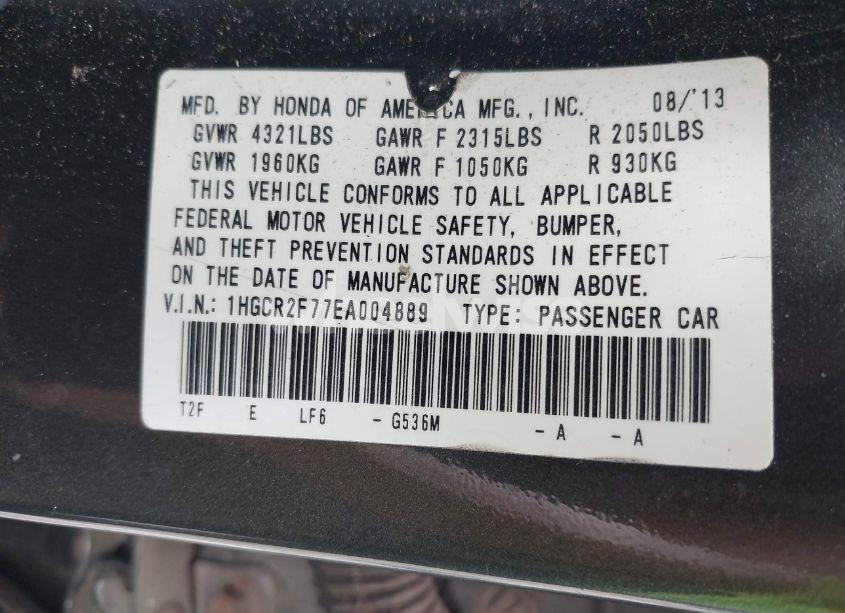 MFD. BY HONDA OF AMERICA MFG., INC. 08/'13
GVWR 4321LBS GAWR F 2315LBS R 2050LBS
GVWR 1960KG GAWR F 1050KG R 930KG
THIS VEHICLE CONFORMS TO ALL APPLICABLE
FEDERAL MOTOR VEHICLE SAFETY, BUMPER,
AND THEFT PREVENTION STANDARDS IN EFFECT
ON THE DATE OF MANUFACTURE SHOWN ABOVE.
V.I.N.: 1HGCR2F77EA004889 TYPE: PASSENGER CAR
T2F E LF6 - G536M - A - A